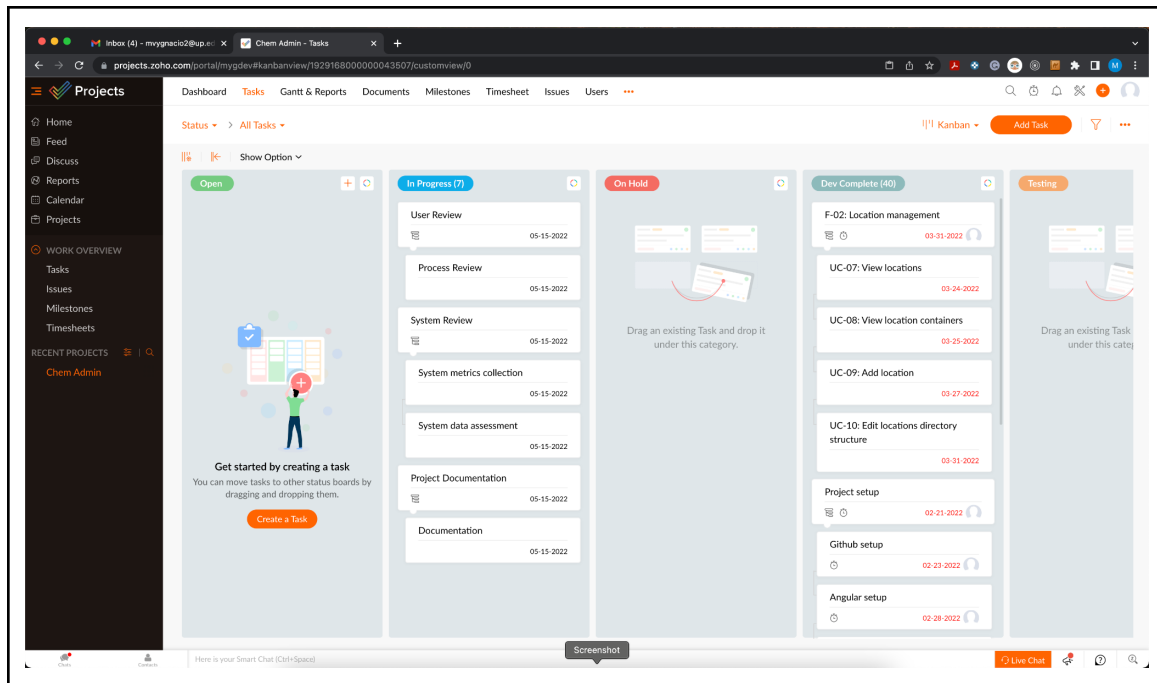 Inbox (4) - mvygnacio2@up.ed
Chem Admin - Tasks
projects.zoho.com/portal/mygdev#kanbanview/1929168000000043507/customview/0
Projects
Dashboard Tasks Gantt & Reports Documents Milestones Timesheet Issues Users
Home
Feed
Discuss
Reports
Calendar
Projects
WORK OVERVIEW
Tasks
Issues
Milestones
Timesheets
RECENT PROJECTS
Chem Admin
Status > All Tasks
Kanban
Add Task
Show Option
Open
Get started by creating a task
You can move tasks to other status boards by
dragging and dropping them.
Create a Task
In Progress (7)
User Review
05-15-2022
Process Review
05-15-2022
System Review
05-15-2022
System metrics collection
05-15-2022
System data assessment
05-15-2022
Project Documentation
05-15-2022
Documentation
05-15-2022
On Hold
Drag an existing Task and drop it
under this category.
Dev Complete (40)
F-02: Location management
03-31-2022
UC-07: View locations
03-24-2022
UC-08: View location containers
03-25-2022
UC-09: Add location
03-27-2022
UC-10: Edit locations directory
structure
03-31-2022
Project setup
02-21-2022
Github setup
02-23-2022
Angular setup
02-28-2022
Testing
Drag an existing Task
under this categ
Chats
Contacts
Here is your Smart Chat (Ctrl+Space)
Screenshot
Live Chat